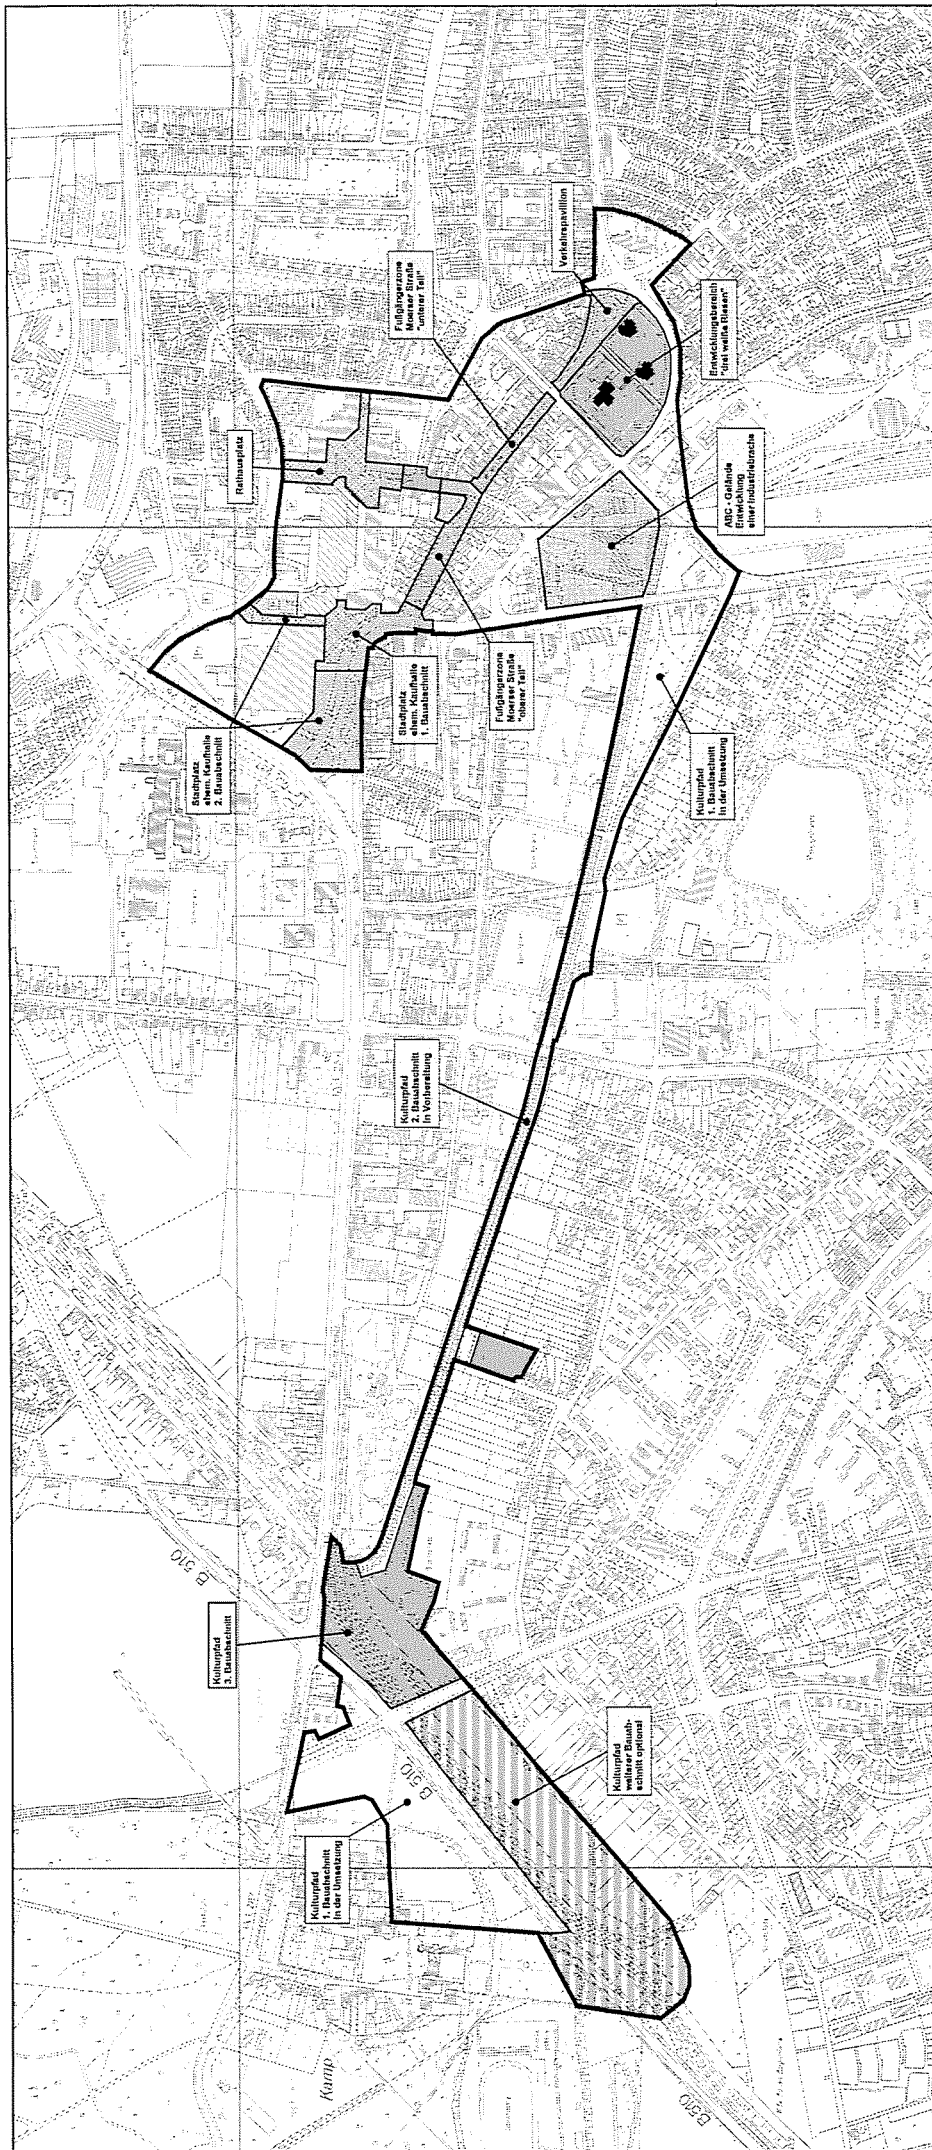 Kulturpfad
1. Bauabschnitt
in der Umsetzung
Kulturpfad
3. Bauabschnitt
Kulturpfad
weiterer Bauab-
schnitt optional
Kulturpfad
2. Bauabschnitt
in Vorbereitung
Stadtplatz
ehem. Kaufhalle
2. Bauabschnitt
Stadtplatz
ehem. Kaufhalle
1. Bauabschnitt
Rathausplatz
Fußgängerzone
Moerser Straße
"oberer Teil"
Fußgängerzone
Moerser Straße
"unterer Teil"
Kulturpfad
1. Bauabschnitt
in der Umsetzung
ABC - Gelände
Entwicklung
einer Industriebrache
Verkehrspavillion
Entwicklungsbereich
"drei weiße Riesen"
Kamp
B 510
B 510
B 510